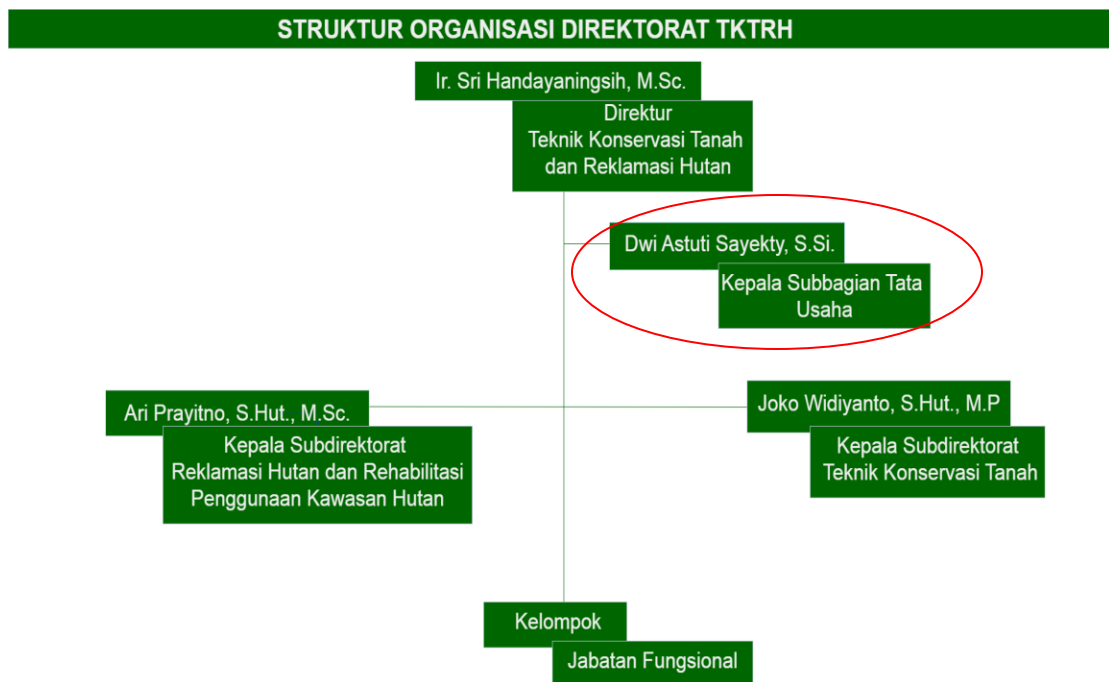 STRUKTUR ORGANISASI DIREKTORAT TKTRH
Ir. Sri Handayaningsih, M.Sc.
Direktur
Teknik Konservasi Tanah
dan Reklamasi Hutan
Dwi Astuti Sayekty, S.Si.
Kepala Subbagian Tata
Usaha
Ari Prayitno, S.Hut., M.Sc.
Kepala Subdirektorat
Reklamasi Hutan dan Rehabilitasi
Penggunaan Kawasan Hutan
Joko Widiyanto, S.Hut., M.P
Kepala Subdirektorat
Teknik Konservasi Tanah
Kelompok
Jabatan Fungsional